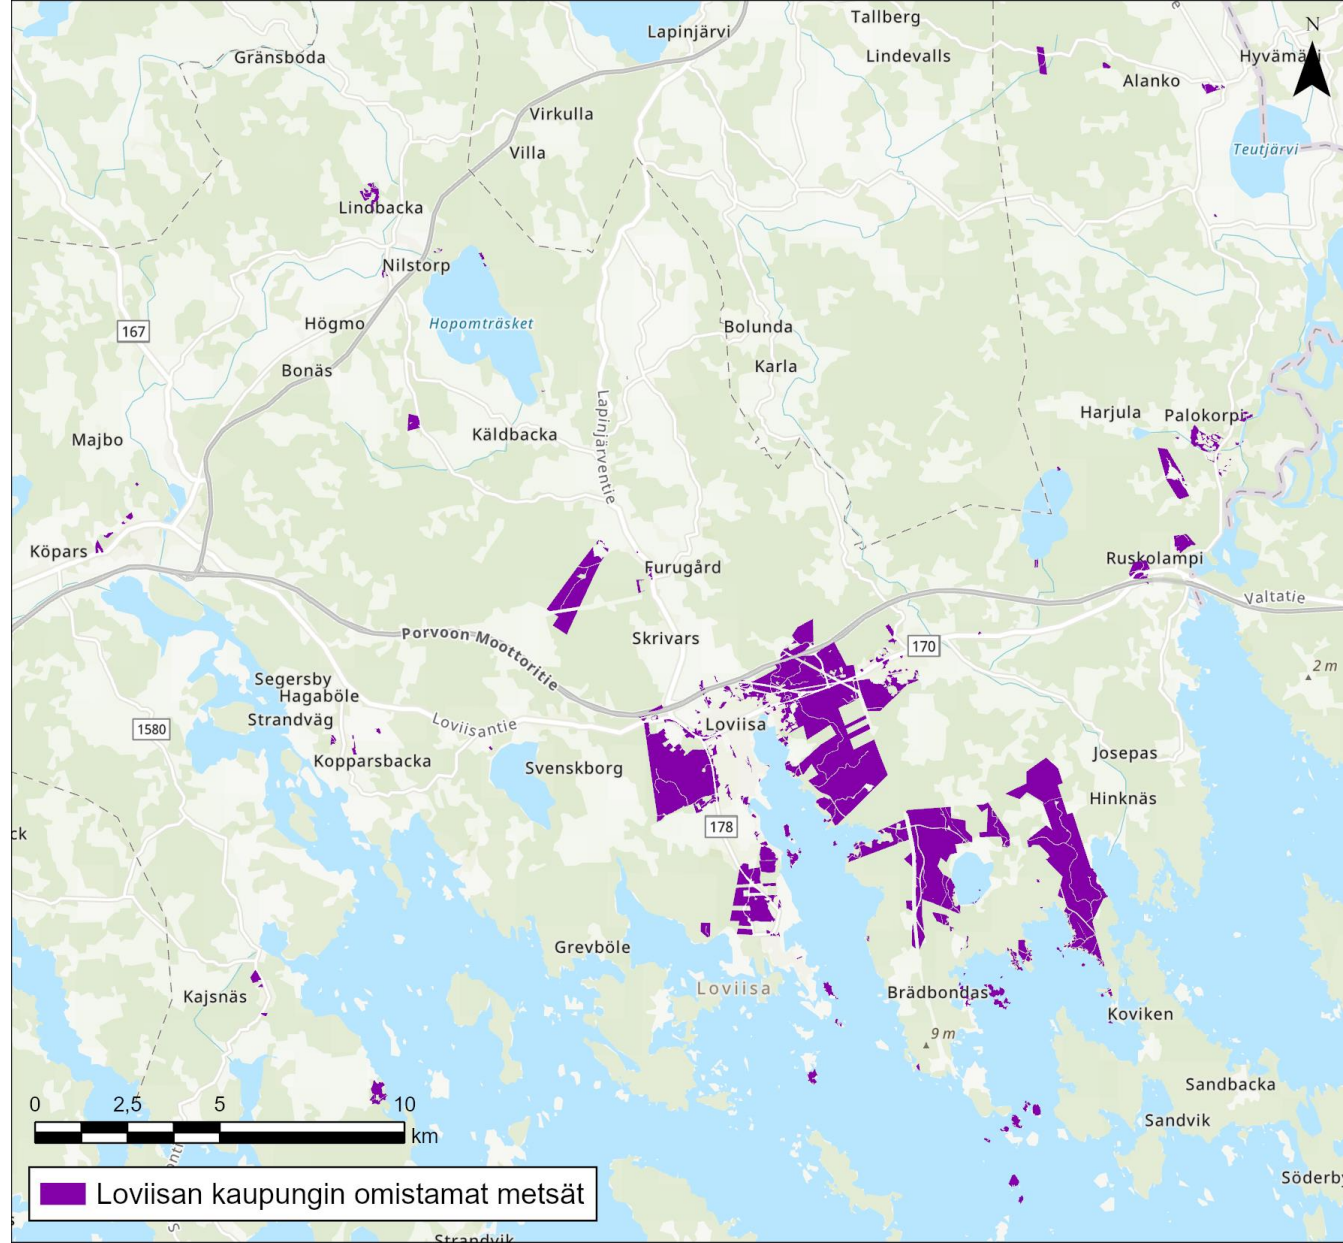 Tallberg
Lapinjärvi
N
Gränsboda
Lindevalls
Hyvämä
Alanko
Virkulla
Villa
Teutjärvi
Lindbacka
Nilstorp
167
Högmo
Hopomträsket
Bolunda
Bonäs
Karla
Lapinjärventie
Harjula
Palokorpi
Majbo
Käldbacka
Köpars
Ruskolampi
Furugård
Valtatie
Porvoon Moottoritie
Skrivars
170
2 m
Segersby
Hagaböle
Strandväg
1580
Loviisantie
Loviisa
Kopparsbacka
Svenskborg
Josepas
Hinknäs
ck
178
Grevböle
Loviisa
Kajsnäs
Brädbondas
Koviken
9 m
Sandbacka
Sandvik
0 2,5 5 10
km
Söderby
Loviisan kaupungin omistamat metsät
Strandvik